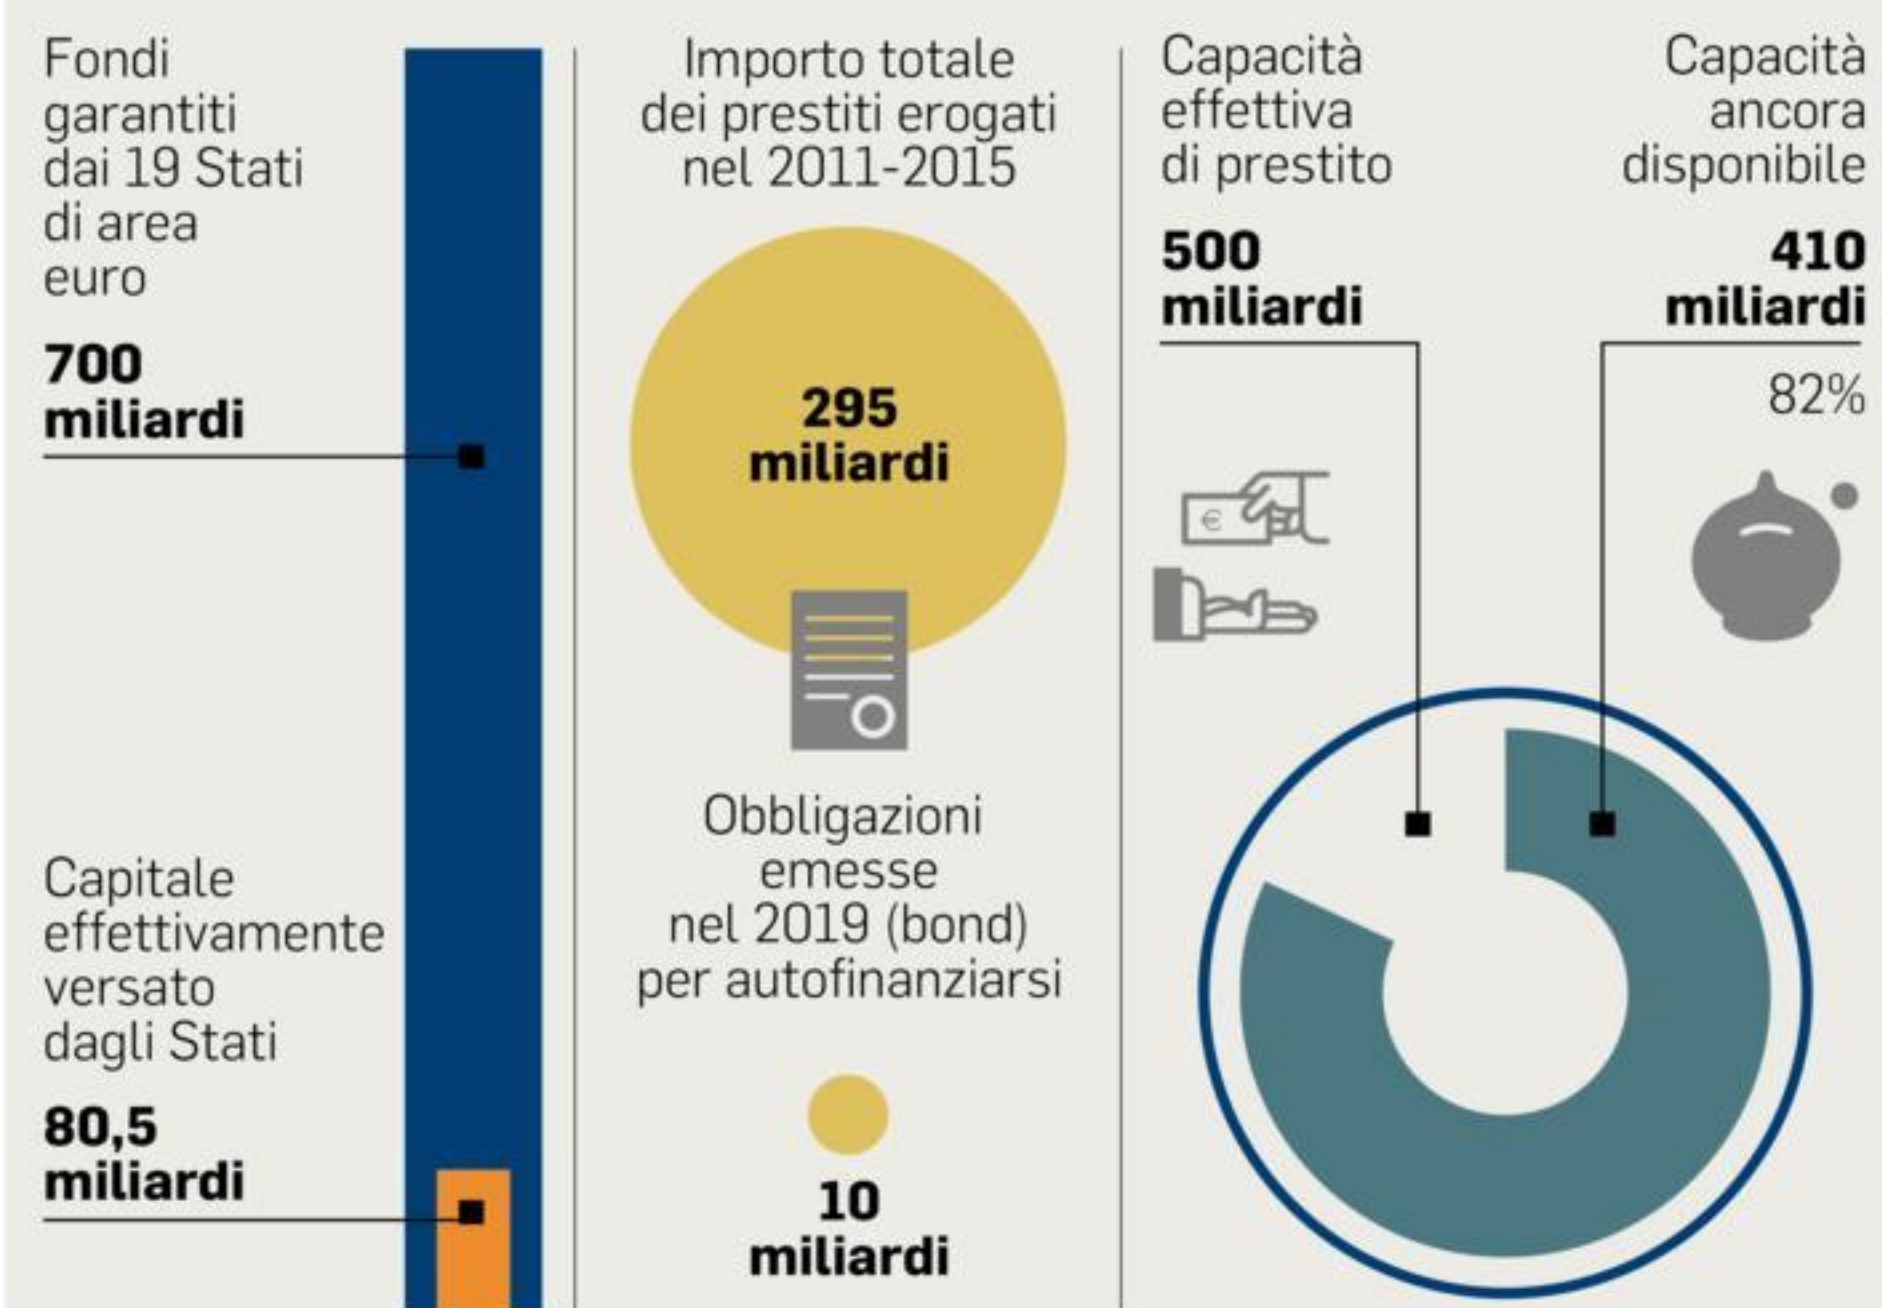 Fondi
garantiti
dai 19 Stati
di area
euro
700
miliardi
Capitale
effettivamente
versato
dagli Stati
80,5
miliardi
Importo totale
dei prestiti erogati
nel 2011-2015
295
miliardi
Obbligazioni
emesse
nel 2019 (bond)
per autofinanziarsi
10
miliardi
Capacità
effettiva
di prestito
500
miliardi
€
Capacità
ancora
disponibile
410
miliardi
82%